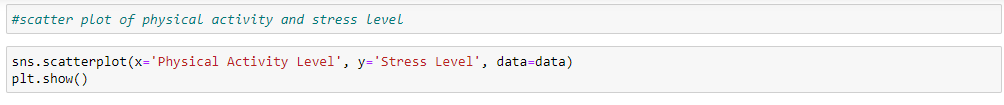 #scatter plot of physical activity and stress level
sns.scatterplot(x='Physical Activity Level', y='Stress Level', data=data)
plt.show()